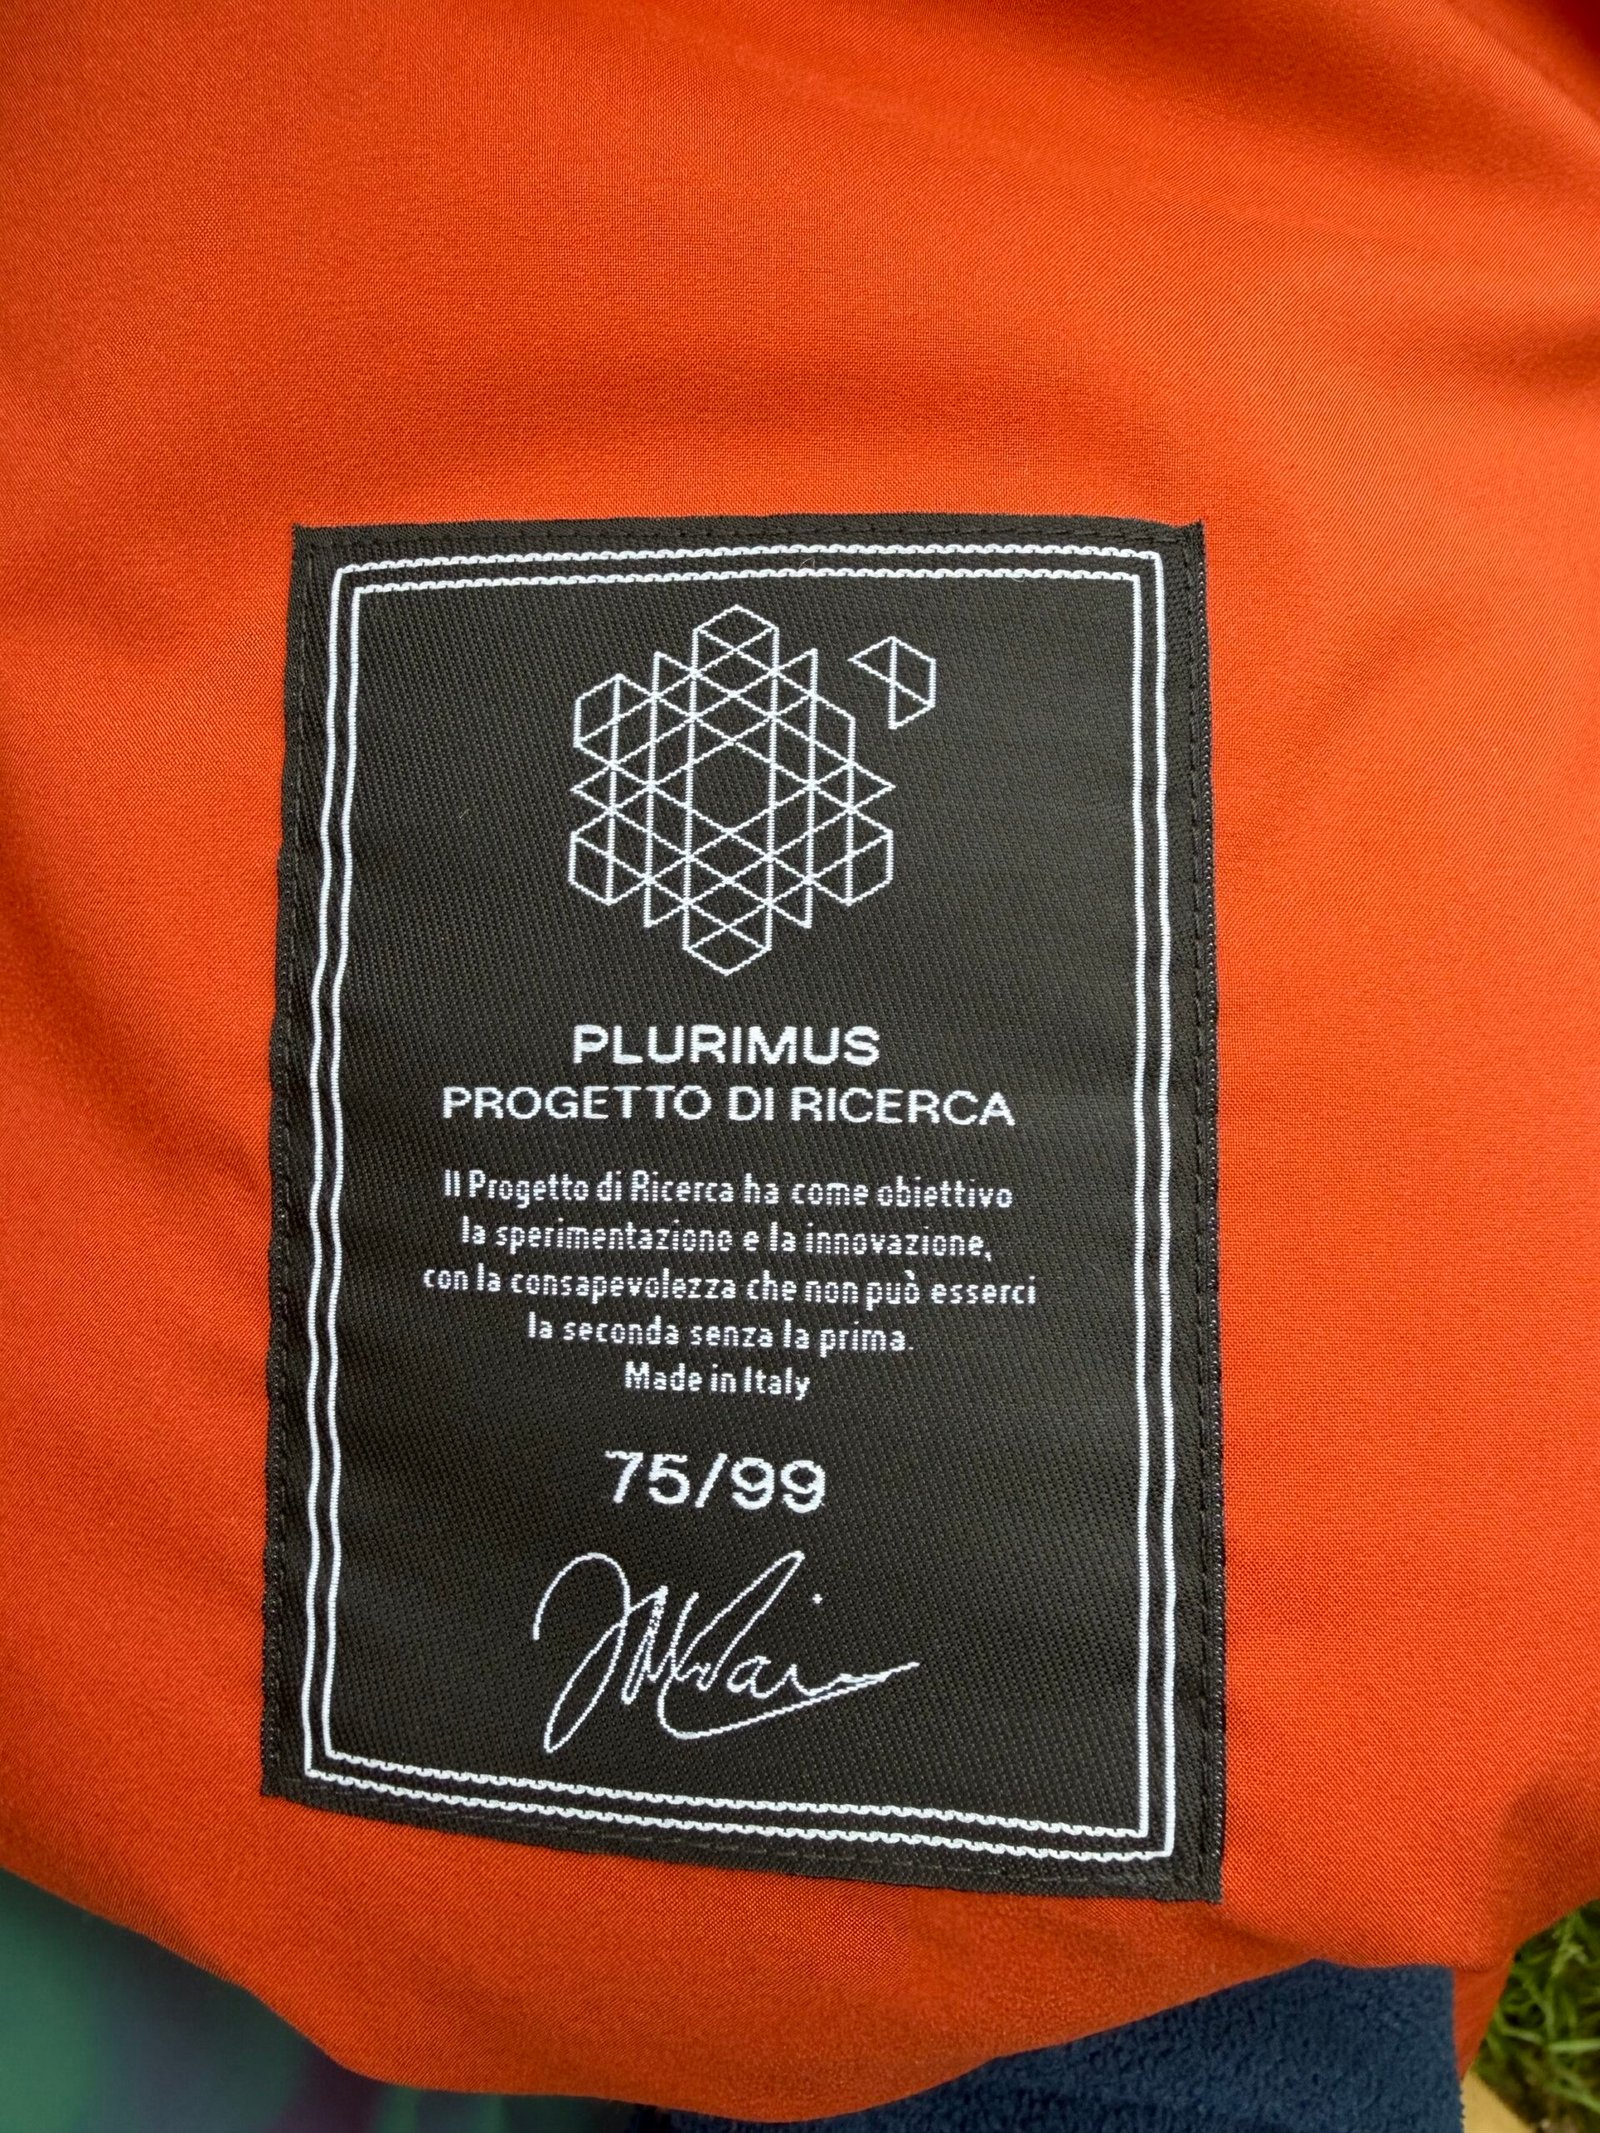 PLURIMUS
PROGETTO DI RICERCA
Il Progetto di Ricerca ha come obiettivo
la sperimentazione e la innovazione,
con la consapevolezza che non può esserci
la seconda senza la prima.
Made in Italy
75/99